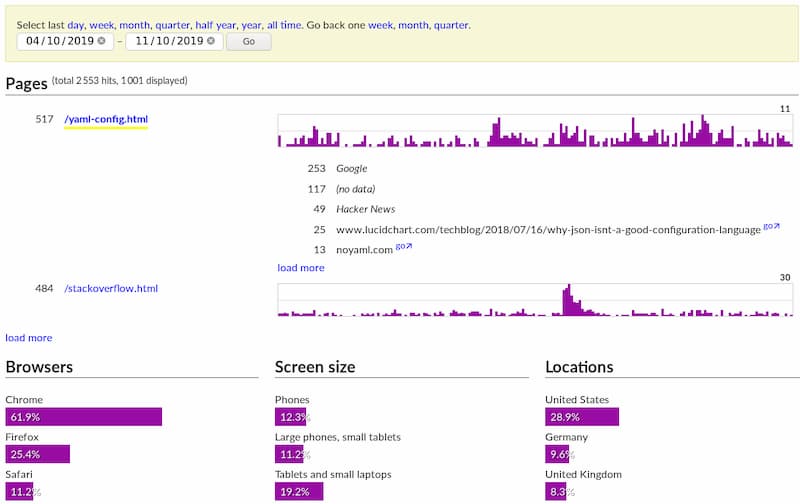 Select last day, week, month, quarter, half year, year, all time. Go back one week, month, quarter.
04/10/2019 – 11/10/2019 Go
Pages (total 2 553 hits, 1 001 displayed)
517 /yaml-config.html 11
253 Google
117 (no data)
49 Hacker News
25 www.lucidchart.com/techblog/2018/07/16/why-json-isnt-a-good-configuration-language go
13 noyaml.com go
load more
484 /stackoverflow.html 30
load more
Browsers
Chrome
61.9%
Firefox
25.4%
Safari
11.2%
Screen size
Phones
12.3%
Large phones, small tablets
11.2%
Tablets and small laptops
19.2%
Locations
United States
28.9%
Germany
9.6%
United Kingdom
8.3%